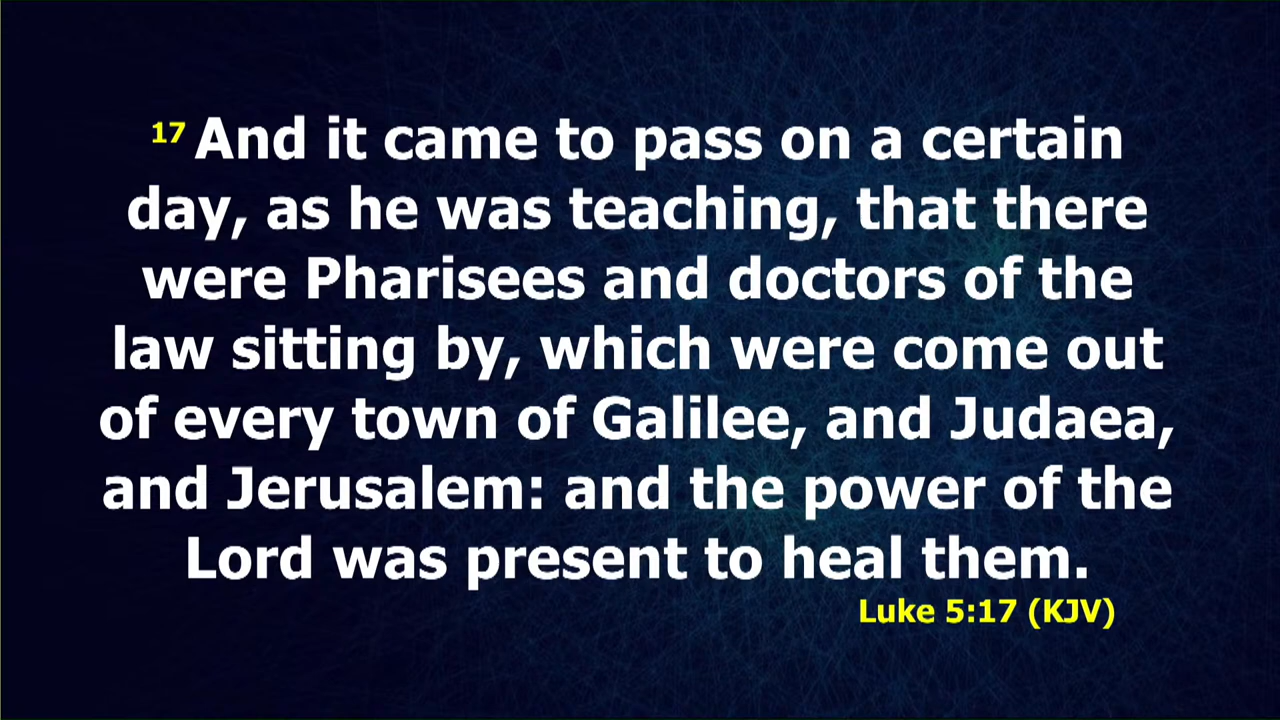 17 And it came to pass on a certain
day, as he was teaching, that there
were Pharisees and doctors of the
law sitting by, which were come out
of every town of Galilee, and Judaea,
and Jerusalem: and the power of the
Lord was present to heal them.
Luke 5:17 (KJV)